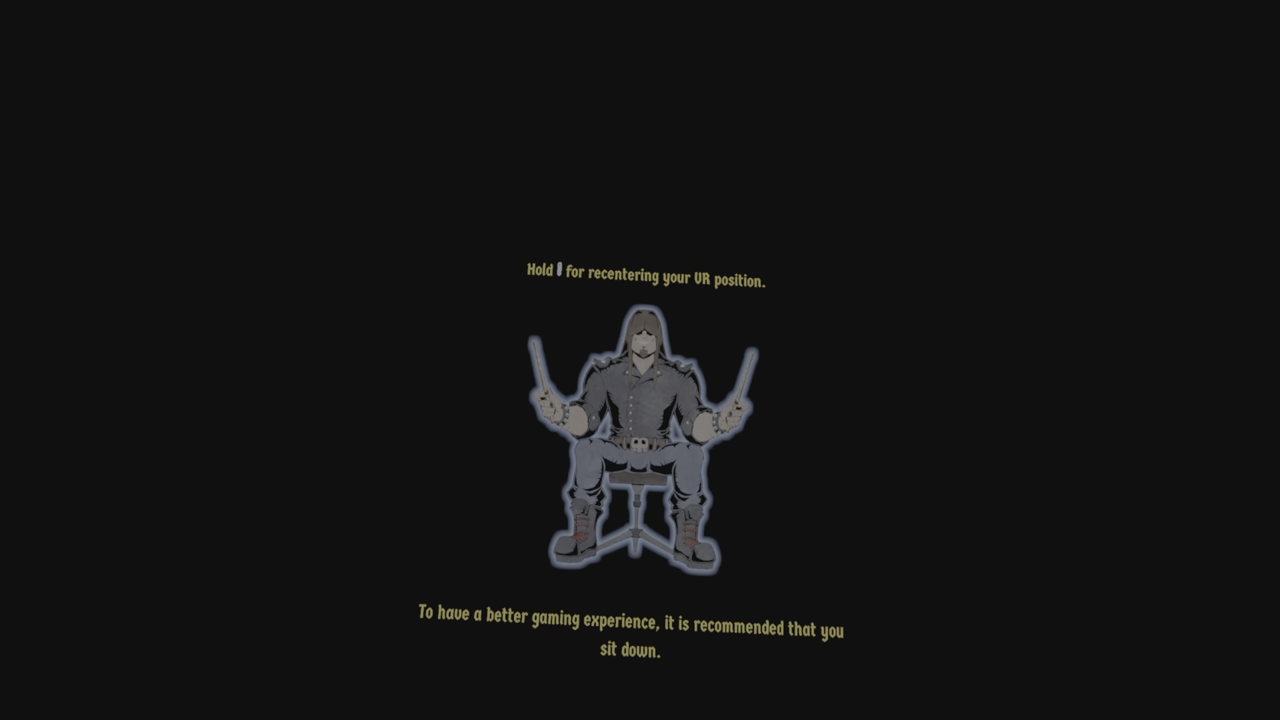 Hold for recentering your VR position.
To have a better gaming experience, it is recommended that you
sit down.